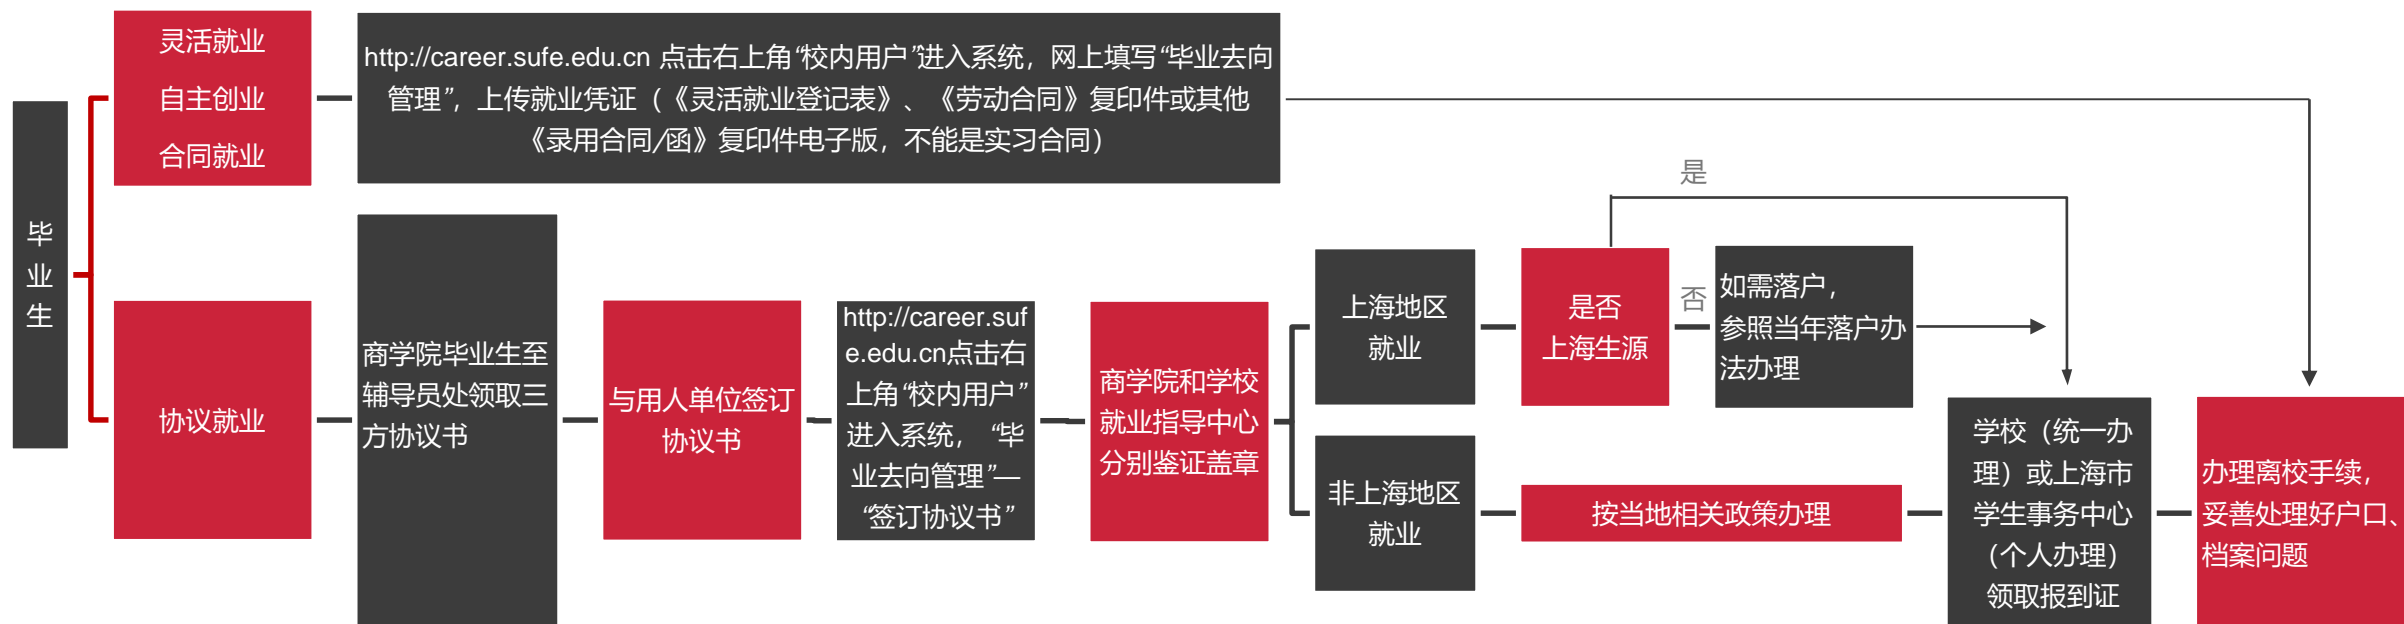 毕
业
生
灵活就业
自主创业
合同就业
http://career.sufe.edu.cn 点击右上角“校内用户”进入系统，网上填写“毕业去向
管理”，上传就业凭证（《灵活就业登记表》、《劳动合同》复印件或其他
《录用合同/函》复印件电子版，不能是实习合同）
协议就业
商学院毕业生至
辅导员处领取三
方协议书
与用人单位签订
协议书
http://career.suf
e.edu.cn点击右
上角“校内用户”
进入系统，“毕
业去向管理”—
“签订协议书”
商学院和学校
就业指导中心
分别鉴证盖章
上海地区
就业
是否
上海生源
是
否
如需落户，
参照当年落户办
法办理
非上海地区
就业
按当地相关政策办理
学校（统一办
理）或上海市
学生事务中心
（个人办理）
领取报到证
办理离校手续，
妥善处理好户口、
档案问题